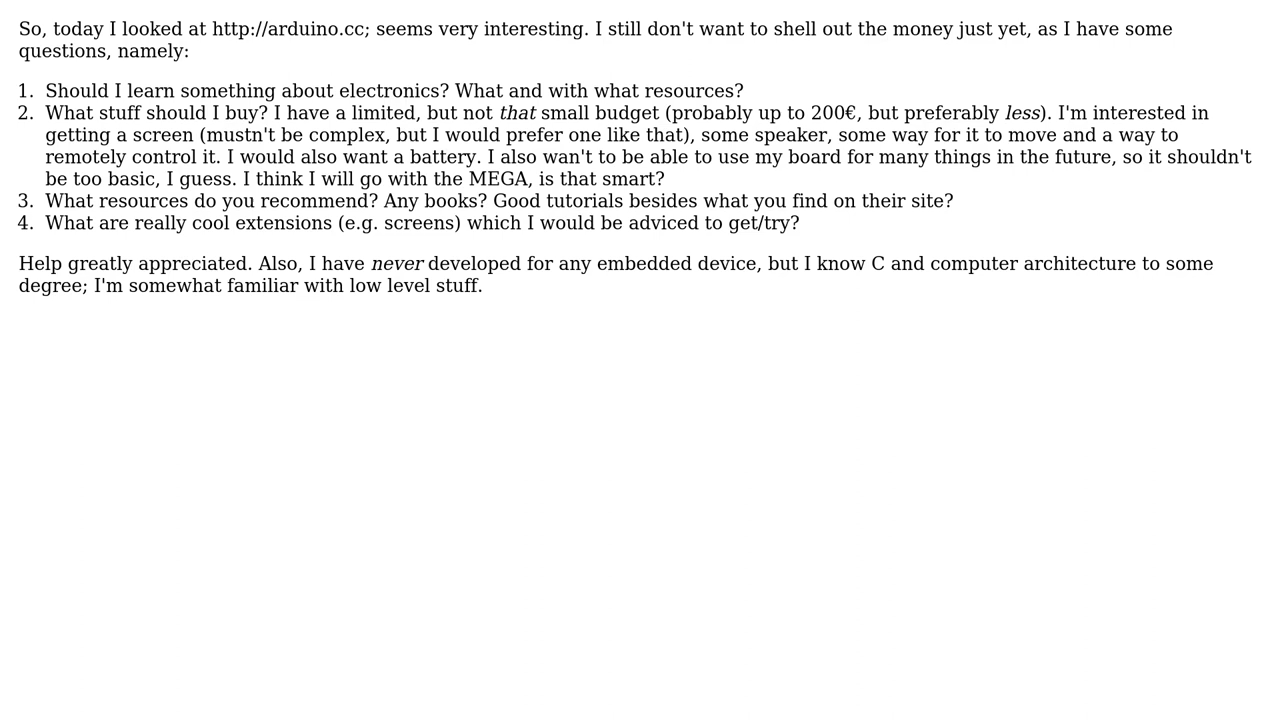 So, today I looked at http://arduino.cc; seems very interesting. I still don't want to shell out the money just yet, as I have some
questions, namely:
1. Should I learn something about electronics? What and with what resources?
2. What stuff should I buy? I have a limited, but not that small budget (probably up to 200€, but preferably less). I'm interested in
getting a screen (mustn't be complex, but I would prefer one like that), some speaker, some way for it to move and a way to
remotely control it. I would also want a battery. I also wan't to be able to use my board for many things in the future, so it shouldn't
be too basic, I guess. I think I will go with the MEGA, is that smart?
3. What resources do you recommend? Any books? Good tutorials besides what you find on their site?
4. What are really cool extensions (e.g. screens) which I would be adviced to get/try?
Help greatly appreciated. Also, I have never developed for any embedded device, but I know C and computer architecture to some
degree; I'm somewhat familiar with low level stuff.